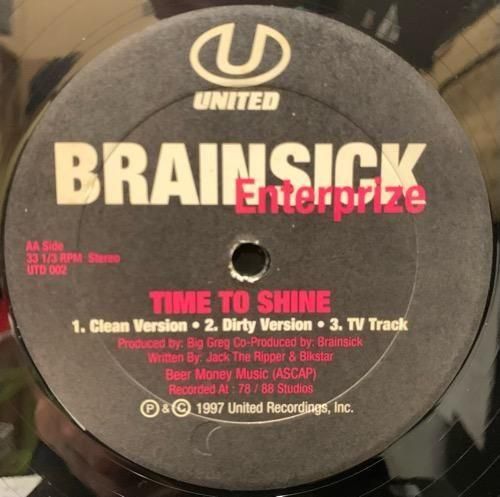 U
UNITED
BRAINSICK
Enterprize
AA Side
33 1/3 RPM Stereo
UTD 002
TIME TO SHINE
1. Clean Version • 2. Dirty Version • 3. TV Track
Produced by: Big Greg Co-Produced by: Brainsick
Written By: Jack The Ripper & Bikstar
Beer Money Music (ASCAP)
Recorded At : 78 / 88 Studios
℗ & © 1997 United Recordings, Inc.